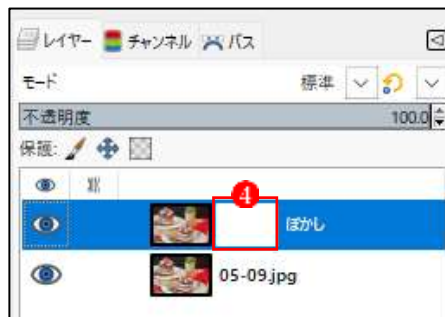 レイヤー チャンネル パス
モード 標準
不透明度 100.0
保護:
4
ぼかし
05-09.jpg